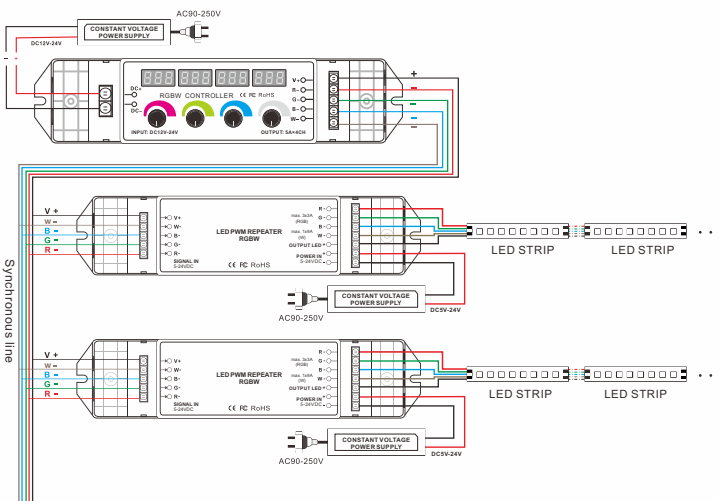 AC90-250V
CONSTANT VOLTAGE
POWER SUPPLY
DC12V-24V
DC+
DC-
RGBW CONTROLLER CE FC RoHS
V+
R-
G-
B-
W-
INPUT: DC12V-24V
OUTPUT: 5A×4CH
+
-
-
-
-
-
V +
W -
B -
G -
R -
V+
W-
B-
G-
R-
SIGNAL IN
5-24VDC
LED PWM REPEATER
RGBW
CE FC RoHS
max. 3x3A
(RGB)
max. 1x9A
(W)
R -
G -
B -
W -
OUTPUT LED +
POWER IN +
5-24VDC -
LED STRIP
LED STRIP
CONSTANT VOLTAGE
POWER SUPPLY
DC5V-24V
AC90-250V
Synchronous line
V +
W -
B -
G -
R -
V+
W-
B-
G-
R-
SIGNAL IN
5-24VDC
LED PWM REPEATER
RGBW
CE FC RoHS
max. 3x3A
(RGB)
max. 1x9A
(W)
R -
G -
B -
W -
OUTPUT LED +
POWER IN +
5-24VDC -
LED STRIP
LED STRIP
CONSTANT VOLTAGE
POWER SUPPLY
DC5V-24V
AC90-250V